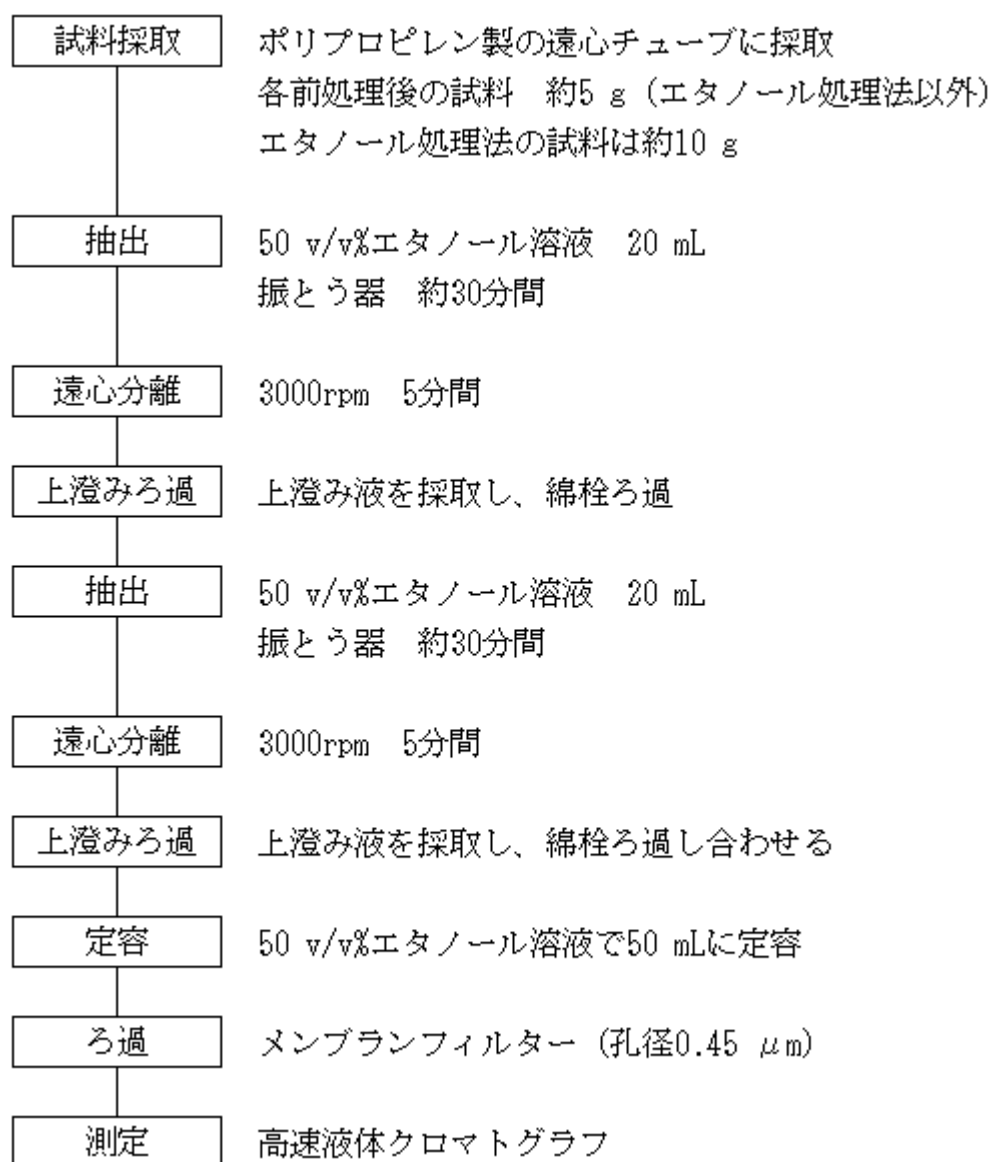 試料採取 ポリプロピレン製の遠心チューブに採取
各前処理後の試料 約5 g (エタノール処理法以外)
エタノール処理法の試料は約10 g
抽出 50 v/v%エタノール溶液 20 mL
振とう器 約30分間
遠心分離 3000rpm 5分間
上澄みろ過 上澄み液を採取し、綿栓ろ過
抽出 50 v/v%エタノール溶液 20 mL
振とう器 約30分間
遠心分離 3000rpm 5分間
上澄みろ過 上澄み液を採取し、綿栓ろ過し合わせる
定容 50 v/v%エタノール溶液で50 mLに定容
ろ過 メンブランフィルター (孔径0.45 μm)
測定 高速液体クロマトグラフ